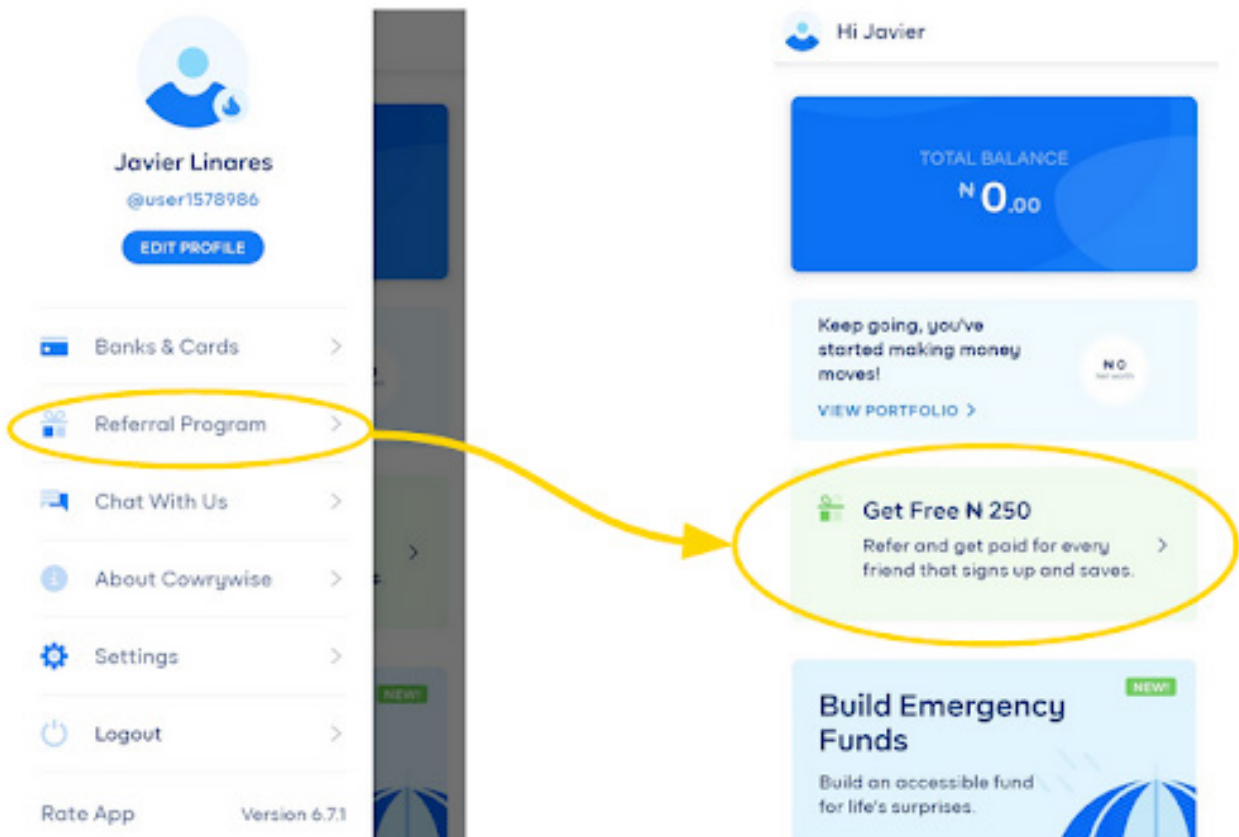 Javier Linares
@user1578986
EDIT PROFILE
Banks & Cards
Referral Program
Chat With Us
About Cowrywise
Settings
Logout
Rate App
Version 6.7.1
NEW!
Hi Javier
TOTAL BALANCE
₦ 0.00
Keep going, you've
started making money
moves!
VIEW PORTFOLIO
₦ 0
Net worth
Get Free ₦ 250
Refer and get paid for every
friend that signs up and saves.
NEW!
Build Emergency
Funds
Build an accessible fund
for life's surprises.